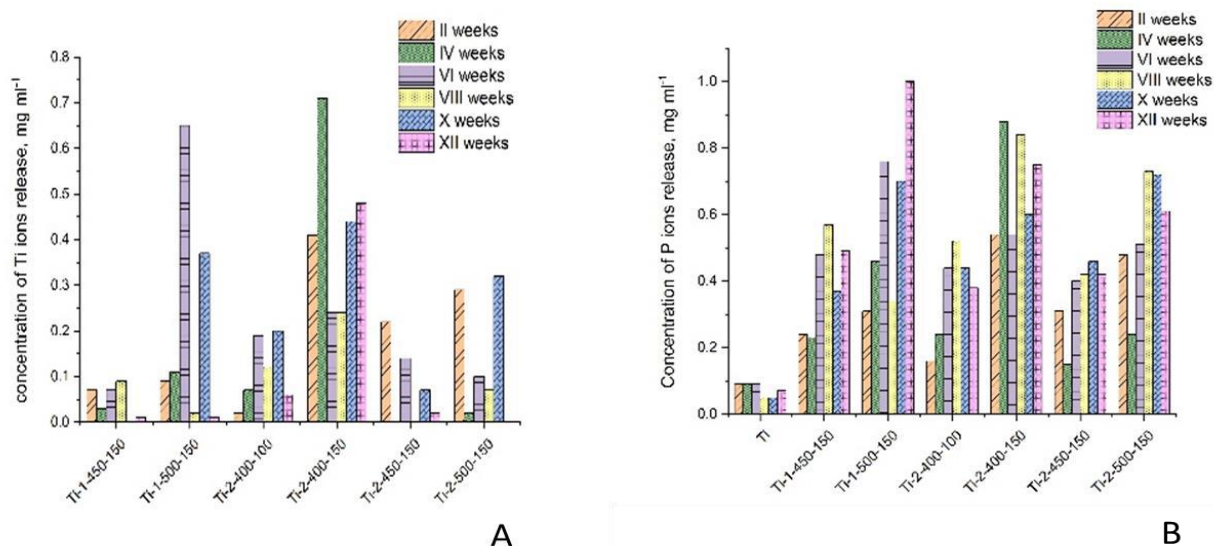 II weeks
IV weeks
VI weeks
VIII weeks
X weeks
XII weeks
concentration of Ti ions release, mg ml⁻¹
0.8
0.7
0.6
0.5
0.4
0.3
0.2
0.1
0.0
Ti-1-450-150
Ti-1-500-150
Ti-2-400-100
Ti-2-400-150
Ti-2-450-150
Ti-2-500-150
A
II weeks
IV weeks
VI weeks
VIII weeks
X weeks
XII weeks
Concentration of P ions release, mg ml⁻¹
1.0
0.8
0.6
0.4
0.2
0.0
Ti
Ti-1-450-150
Ti-1-500-150
Ti-2-400-100
Ti-2-400-150
Ti-2-450-150
Ti-2-500-150
B